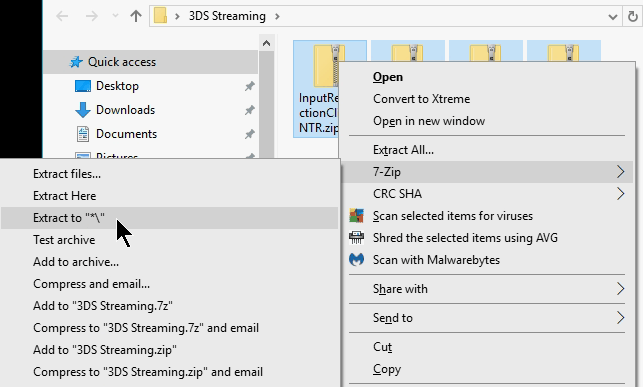 3DS Streaming
Quick access
Desktop
Downloads
Documents
Pictures
InputRe
ctionCli
NTR.zip
Open
Convert to Xtreme
Open in new window
Extract All...
7-Zip
CRC SHA
Scan selected items for viruses
Shred the selected items using AVG
Scan with Malwarebytes
Share with
Send to
Cut
Copy
Extract files...
Extract Here
Extract to "*\"
Test archive
Add to archive...
Compress and email...
Add to "3DS Streaming.7z"
Compress to "3DS Streaming.7z" and email
Add to "3DS Streaming.zip"
Compress to "3DS Streaming.zip" and email